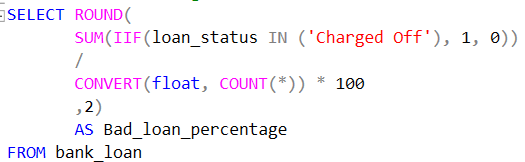 SELECT ROUND(
SUM(IIF(loan_status IN ('Charged Off'), 1, 0))
/
CONVERT(float, COUNT(*)) * 100
,2)
AS Bad_loan_percentage
FROM bank_loan